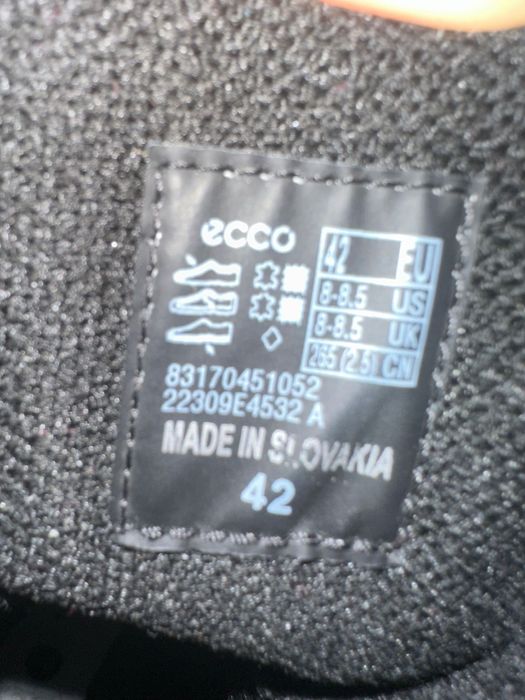 ecco
42 EU
8-8.5 US
8-8.5 UK
265 (2.5) CN
83170451052
22309E4532 A
MADE IN SLOVAKIA
42